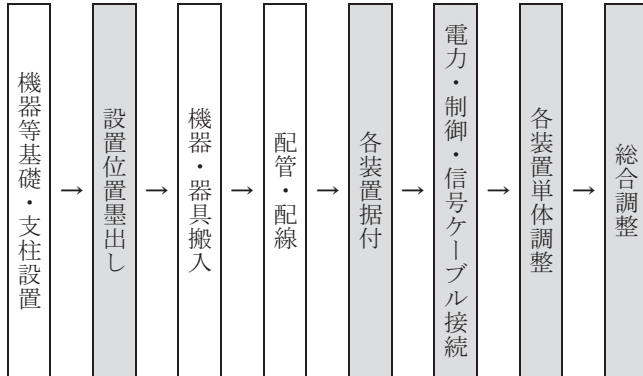 機器等基礎・支柱設置
→
設置位置墨出し
→
機器・器具搬入
→
配管・配線
→
各装置据付
→
電力・制御・信号ケーブル接続
→
各装置単体調整
→
総合調整